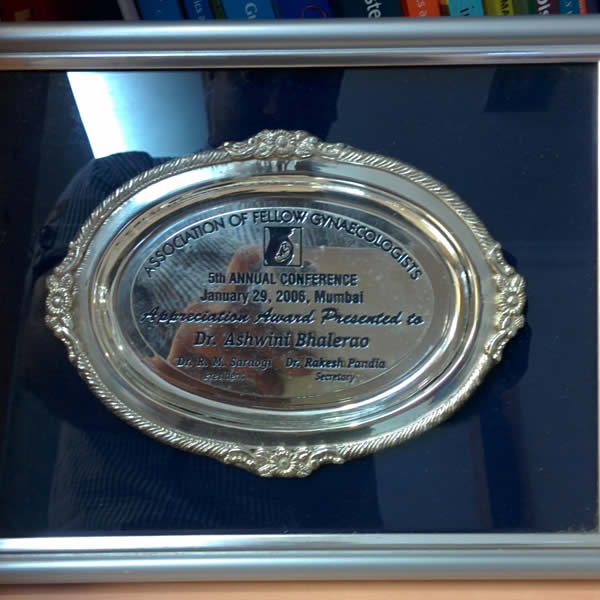 ASSOCIATION OF FELLOW GYNAECOLOGISTS
5th ANNUAL CONFERENCE
January 29, 2006, Mumbai
Appreciation Award Presented to
Dr. Ashwini Bhalerao
Dr. R. M. Saraogi Dr. Rakesh Pandia
President Secretary